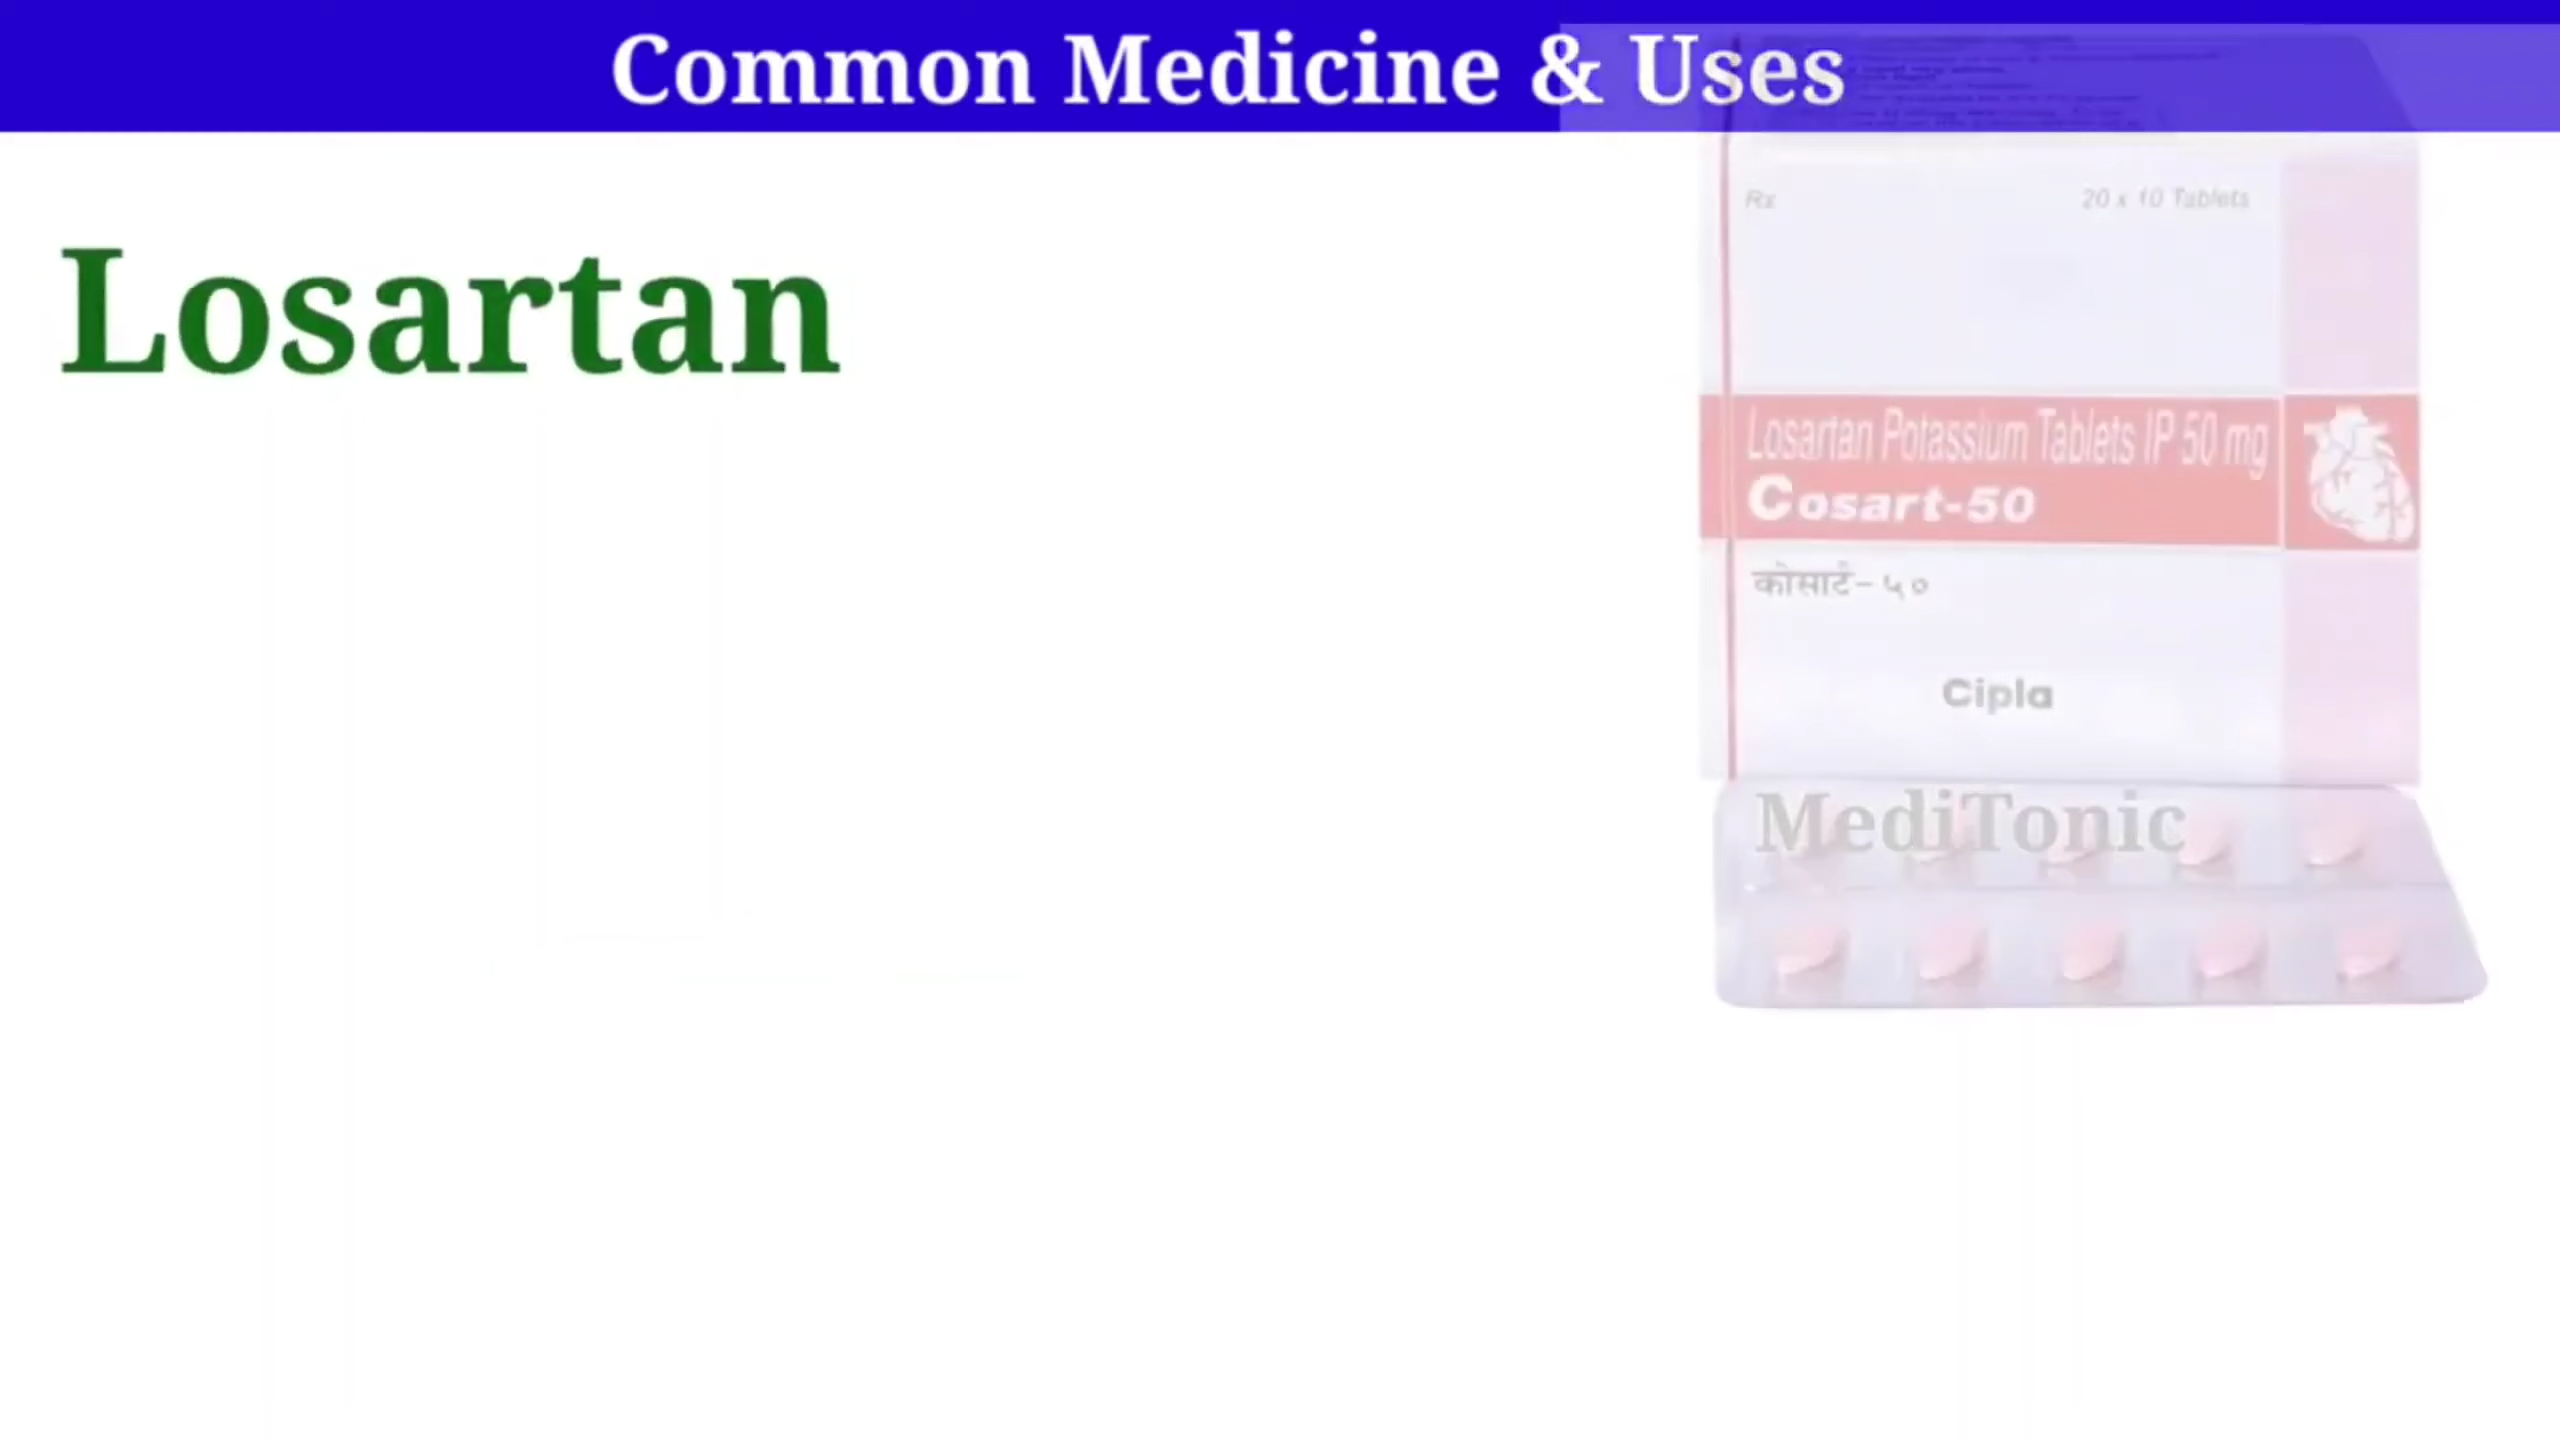 Common Medicine & Uses
Losartan
Rx
20 x 10 Tablets
Losartan Potassium Tablets IP 50 mg
Cosart-50
कोसार्ट-५०
Cipla
MediTonic